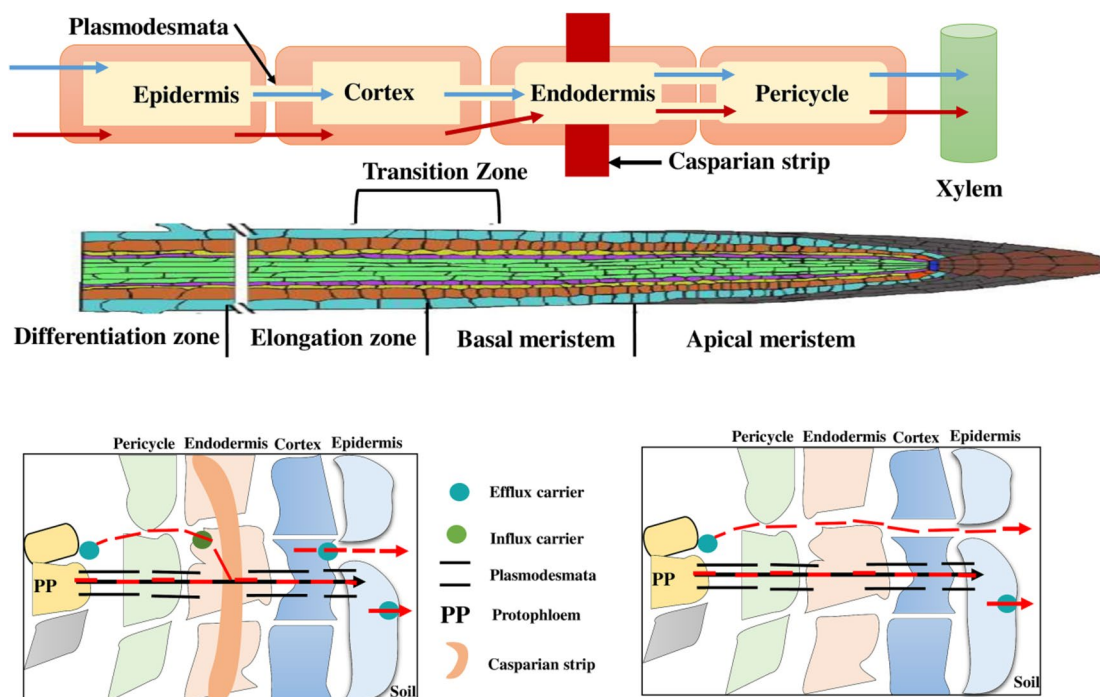 Plasmodesmata
Epidermis
Cortex
Endodermis
Pericycle
Casparian strip
Xylem
Transition Zone
Differentiation zone
Elongation zone
Basal meristem
Apical meristem
Pericycle Endodermis Cortex Epidermis
PP
Soil
Efflux carrier
Influx carrier
Plasmodesmata
PP Protophloem
Casparian strip
Pericycle Endodermis Cortex Epidermis
PP
Soil